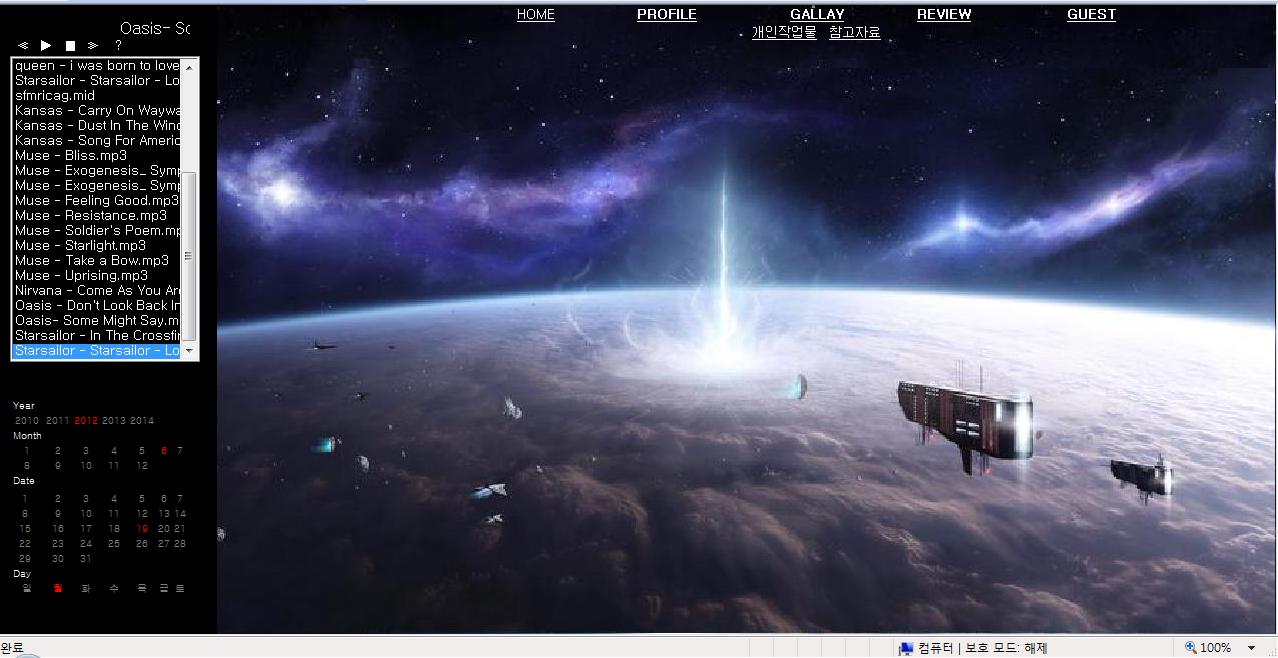 HOME PROFILE GALLAY REVIEW GUEST
개인작업물 참고자료
Oasis- Sc
?
queen - i was born to love
Starsailor - Starsailor - Lo
sfmricag.mid
Kansas - Carry On Waywa
Kansas - Dust In The Wind
Kansas - Song For Americ
Muse - Bliss.mp3
Muse - Exogenesis_ Symp
Muse - Exogenesis_ Symp
Muse - Feeling Good.mp3
Muse - Resistance.mp3
Muse - Soldier's Poem.mp
Muse - Starlight.mp3
Muse - Take a Bow.mp3
Muse - Uprising.mp3
Nirvana - Come As You Are
Oasis - Don't Look Back In
Oasis- Some Might Say.m
Starsailor - In The Crossfir
Starsailor - Starsailor - Lo
Year
2010 2011 2012 2013 2014
Month
1 2 3 4 5 6 7
8 9 10 11 12
Date
1 2 3 4 5 6 7
8 9 10 11 12 13 14
15 16 17 18 19 20 21
22 23 24 25 26 27 28
29 30 31
Day
일 월 화 수 목 금 토
완료
컴퓨터 | 보호 모드: 해제
100%